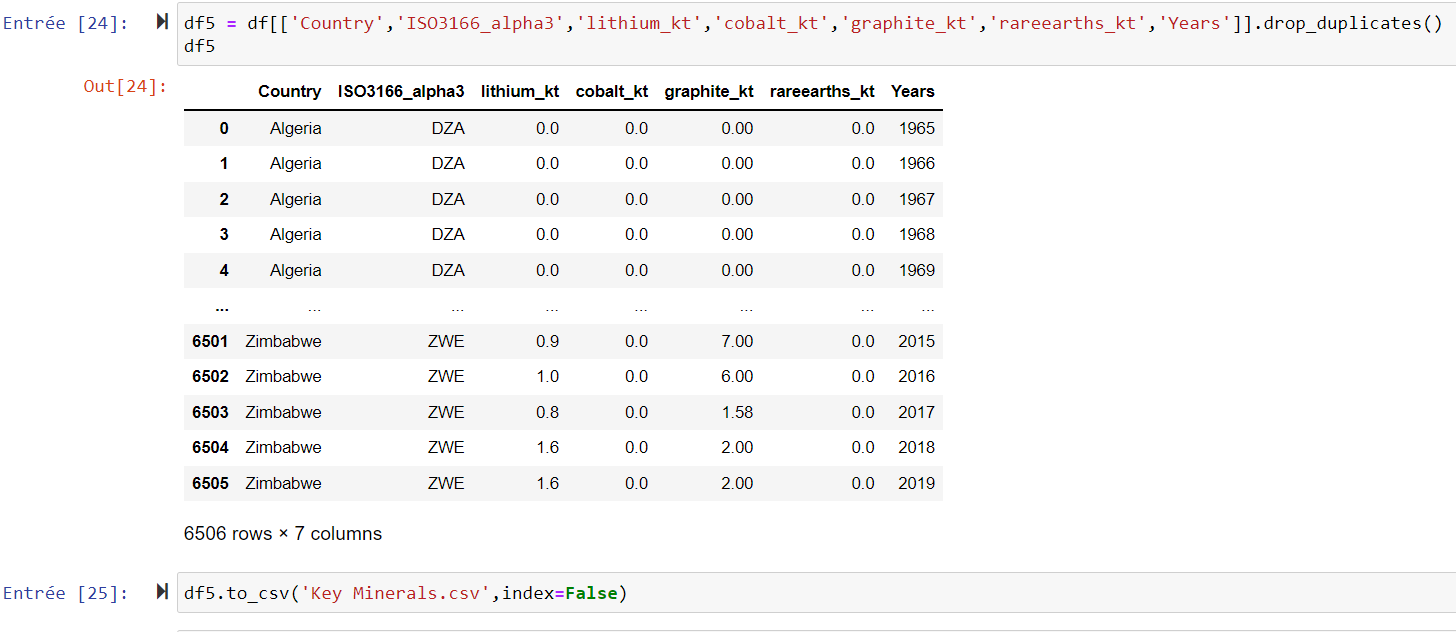 Entrée [24]: df5 = df[['Country','ISO3166_alpha3','lithium_kt','cobalt_kt','graphite_kt','rareearths_kt','Years']].drop_duplicates()
df5
Out[24]:
Country ISO3166_alpha3 lithium_kt cobalt_kt graphite_kt rareearths_kt Years
0 Algeria DZA 0.0 0.0 0.00 0.0 1965
1 Algeria DZA 0.0 0.0 0.00 0.0 1966
2 Algeria DZA 0.0 0.0 0.00 0.0 1967
3 Algeria DZA 0.0 0.0 0.00 0.0 1968
4 Algeria DZA 0.0 0.0 0.00 0.0 1969
... ... ... ... ... ... ... ...
6501 Zimbabwe ZWE 0.9 0.0 7.00 0.0 2015
6502 Zimbabwe ZWE 1.0 0.0 6.00 0.0 2016
6503 Zimbabwe ZWE 0.8 0.0 1.58 0.0 2017
6504 Zimbabwe ZWE 1.6 0.0 2.00 0.0 2018
6505 Zimbabwe ZWE 1.6 0.0 2.00 0.0 2019
6506 rows × 7 columns
Entrée [25]: df5.to_csv('Key Minerals.csv',index=False)